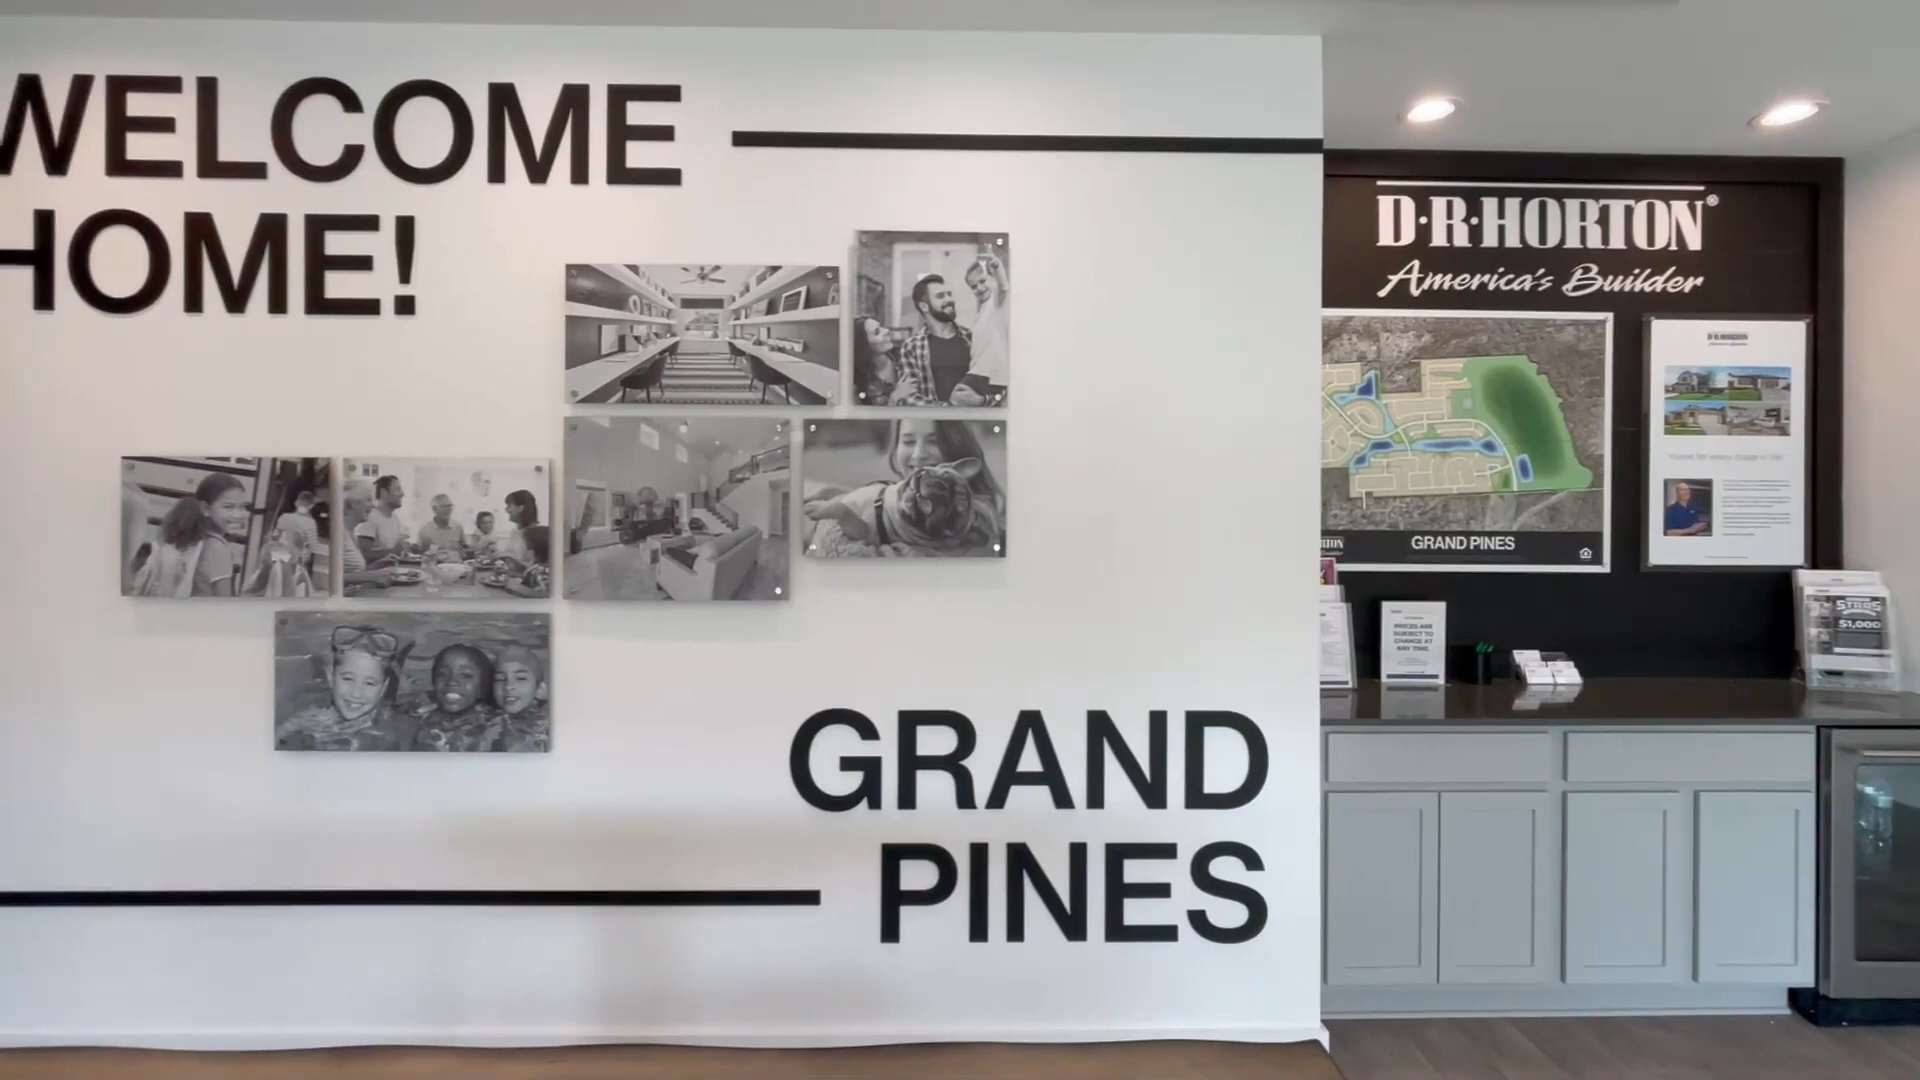 WELCOME
HOME!
GRAND
PINES
D·R·HORTON®
America's Builder
GRAND PINES
PRICES ARE
SUBJECT TO
CHANGE AT
ANY TIME.
STARS
$1,000